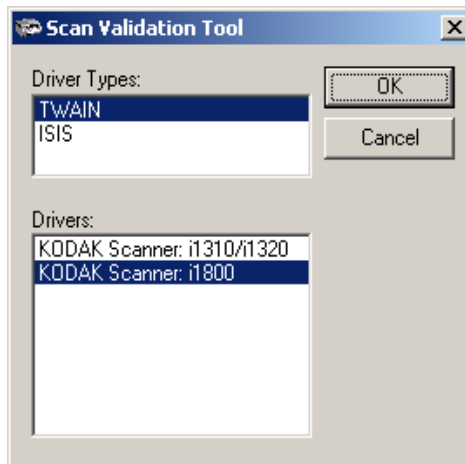 Scan Validation Tool
Driver Types:
TWAIN
ISIS
OK
Cancel
Drivers:
KODAK Scanner: i1310/i1320
KODAK Scanner: i1800